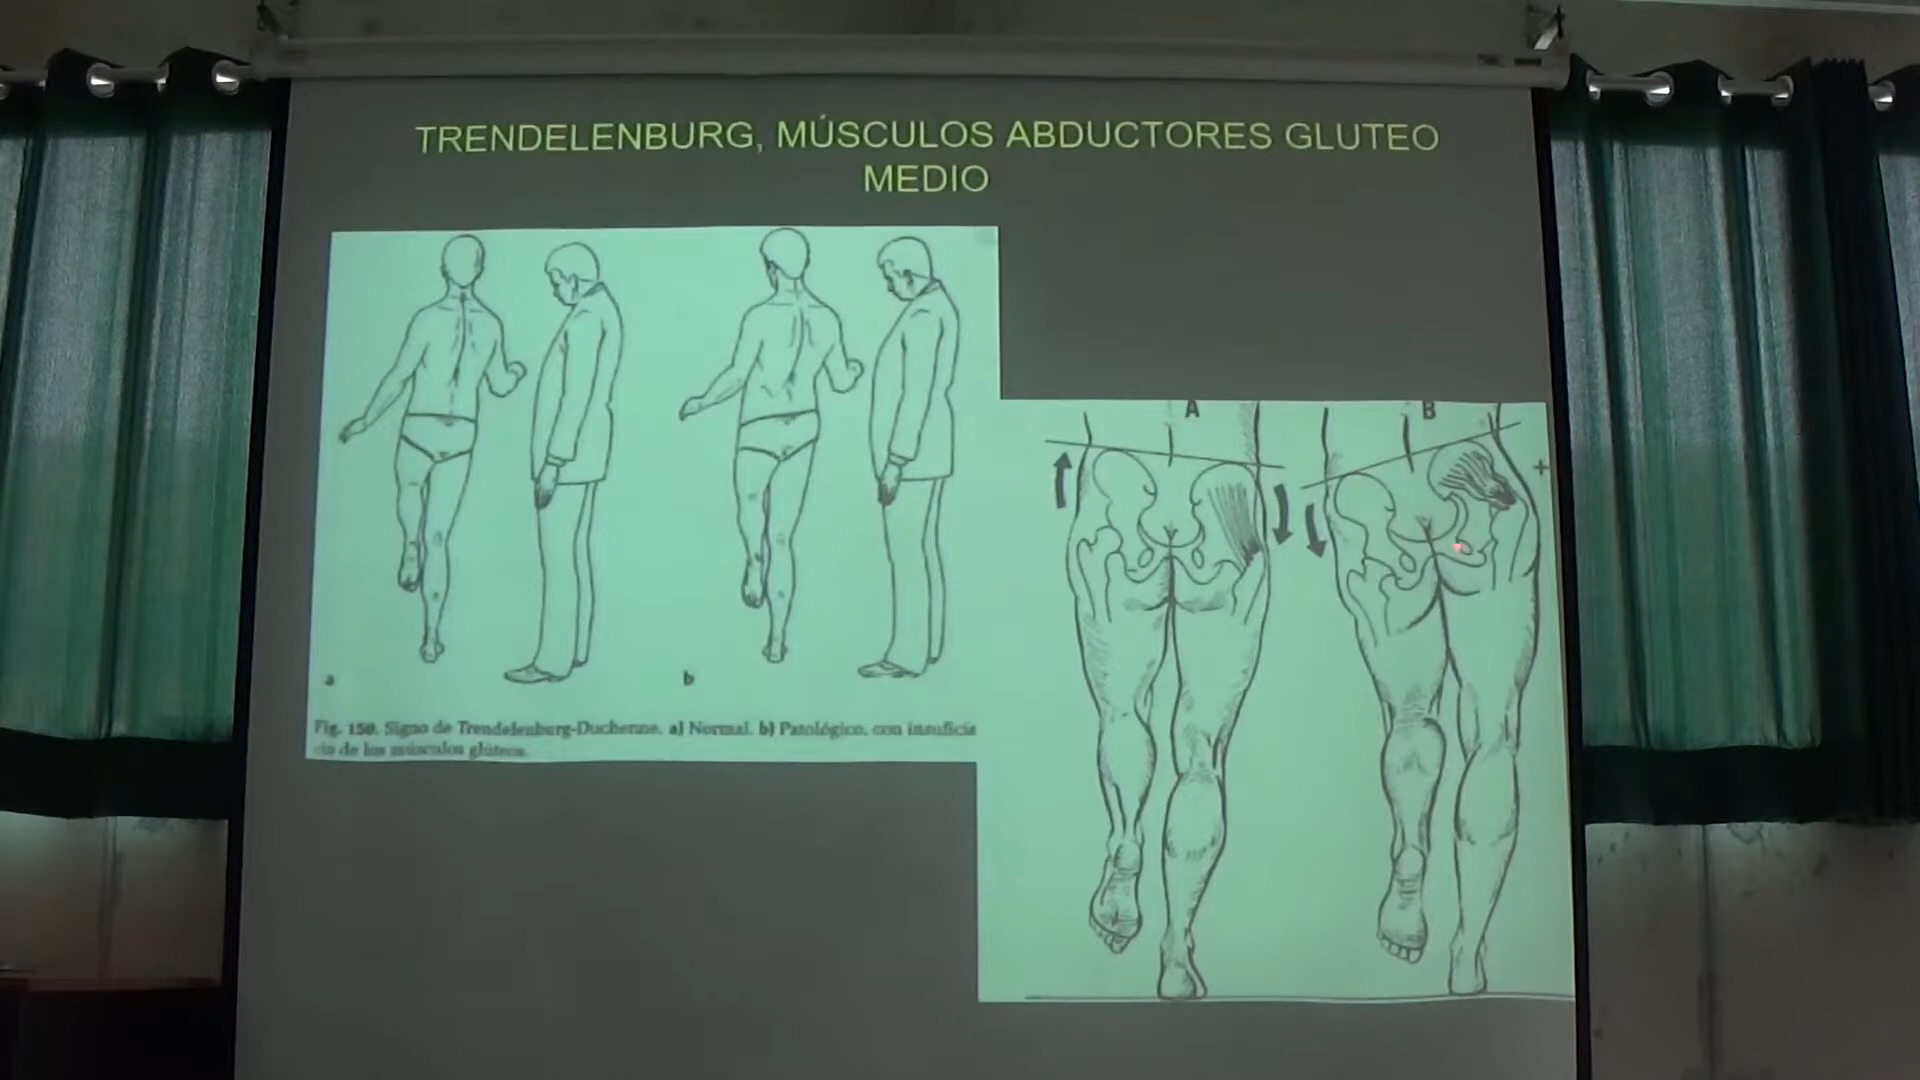 TRENDELENBURG, MÚSCULOS ABDUCTORES GLUTEO
MEDIO
A
B
+
a
b
Fig. 150. Signo de Trendelenburg-Duchenne. a) Normal. b) Patológico, con insuficien
cia de los músculos glúteos.